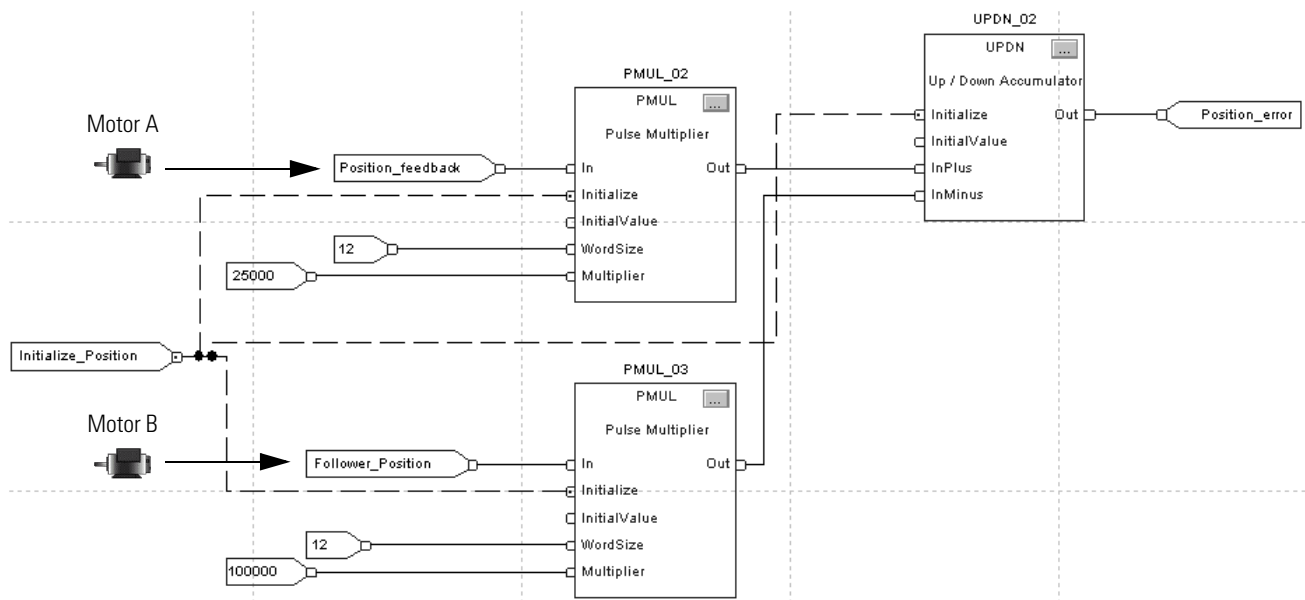 UPDN_02
UPDN
...
Up / Down Accumulator
Initialize
Out
Position_error
InitialValue
InPlus
InMinus
PMUL_02
PMUL
...
Pulse Multiplier
Motor A
Position_feedback
In
Out
Initialize
InitialValue
12
WordSize
25000
Multiplier
Initialize_Position
PMUL_03
PMUL
...
Pulse Multiplier
Motor B
Follower_Position
In
Out
Initialize
InitialValue
12
WordSize
100000
Multiplier